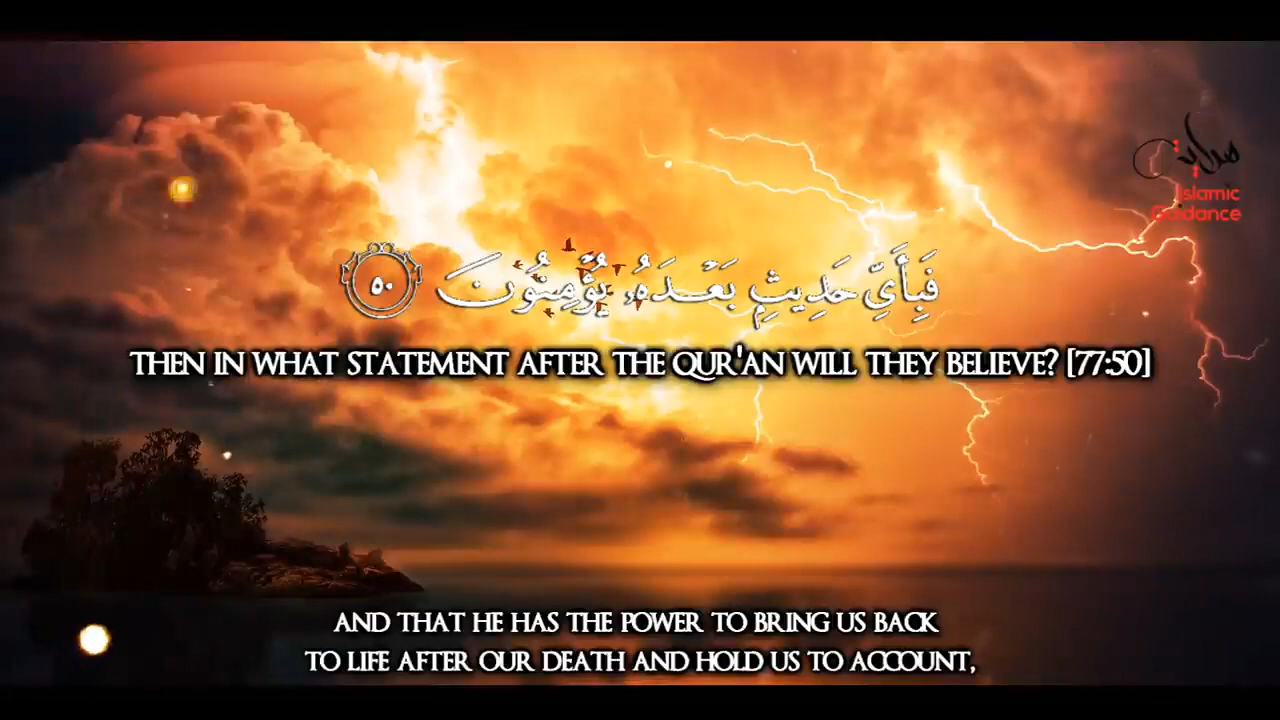 هداية
Islamic
Guidance
فَبِأَيِّ حَدِيثٍ بَعْدَهُۥ يُؤْمِنُونَ ٥٠
THEN IN WHAT STATEMENT AFTER THE QUR'AN WILL THEY BELIEVE? [77:50]
AND THAT HE HAS THE POWER TO BRING US BACK
TO LIFE AFTER OUR DEATH AND HOLD US TO ACCOUNT,